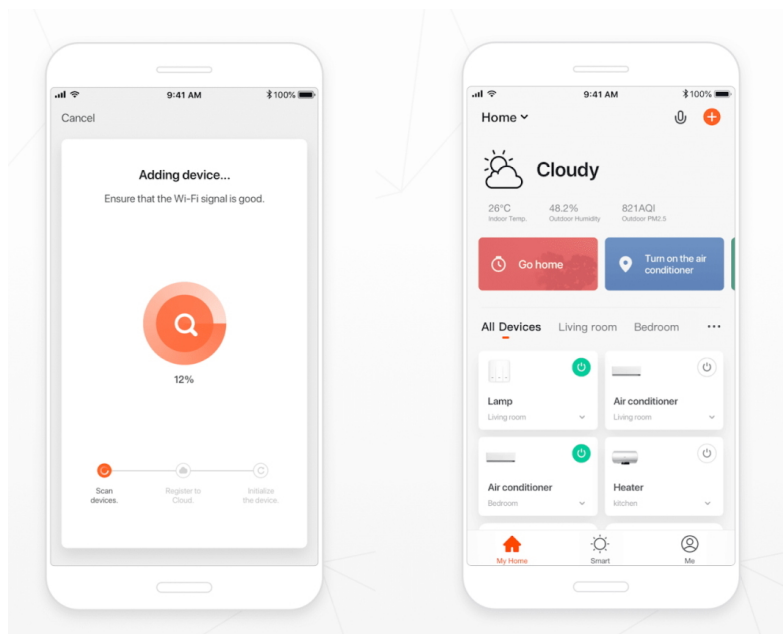 9:41 AM
100%
Cancel
Adding device...
Ensure that the Wi-Fi signal is good.
12%
Scan
devices.
Register to
Cloud.
Initialize
the device.
9:41 AM
100%
Home
Cloudy
26°C
Indoor Temp.
48.2%
Outdoor Humidity
821AQI
Outdoor PM2.5
Go home
Turn on the air
conditioner
All Devices
Living room
Bedroom
Lamp
Living room
Air conditioner
Living room
Air conditioner
Bedroom
Heater
kitchen
My Home
Smart
Me